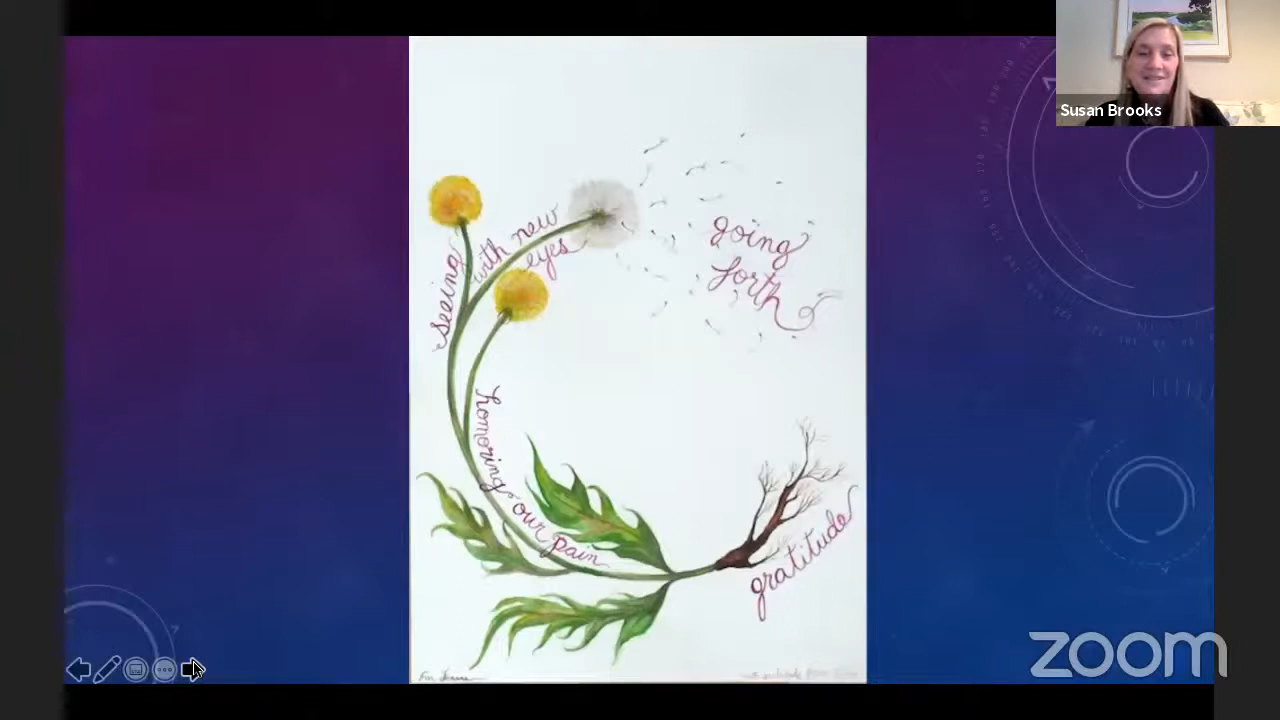 Susan Brooks
seeing with new
eyes
going
forth
honoring our pain
gratitude
zoom